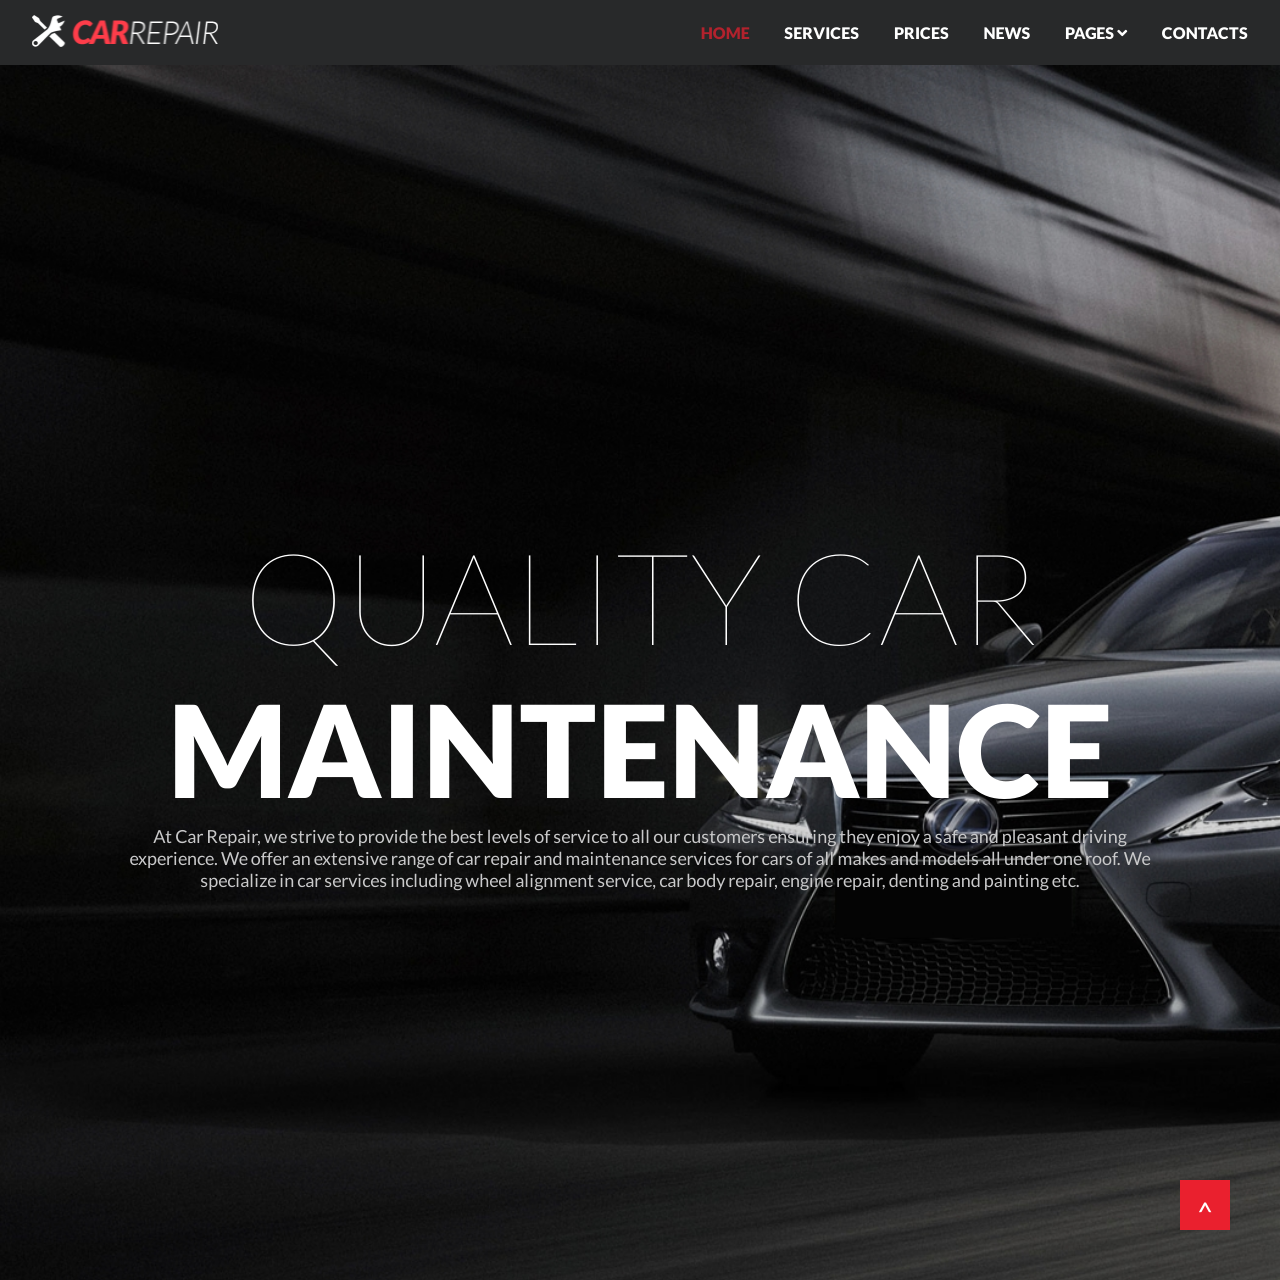 CARREPAIR
HOME SERVICES PRICES NEWS PAGES CONTACTS
QUALITY CAR
MAINTENANCE
At Car Repair, we strive to provide the best levels of service to all our customers ensuring they enjoy a safe and pleasant driving
experience. We offer an extensive range of car repair and maintenance services for cars of all makes and models all under one roof. We
specialize in car services including wheel alignment service, car body repair, engine repair, denting and painting etc.